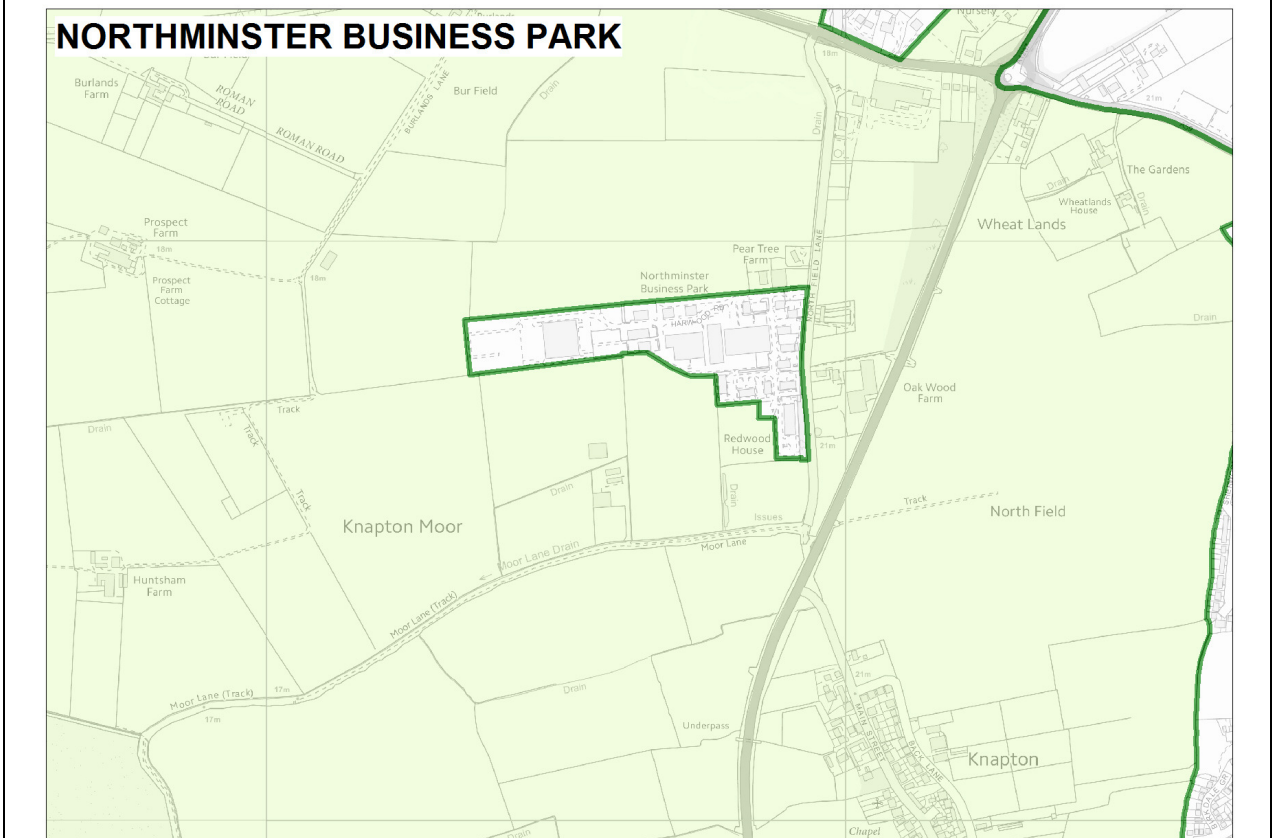 NORTHMINSTER BUSINESS PARK
Nursery
18m
Burlands
Farm
ROMAN
ROAD
ROMAN ROAD
BURLANDS LANE
Bur Field
Drain
Drain
21m
The Gardens
Drain
Wheatlands
House
Drain
Wheat Lands
Prospect
Farm
18m
Prospect
Farm
Cottage
18m
Pear Tree
Farm
Northminster
Business Park
NORTH FIELD LANE
HARWOOD RD
Drain
Oak Wood
Farm
Track
Drain
Track
Track
Redwood
House
21m
Drain
Drain
Issues
Track
North Field
Knapton Moor
Moor Lane Drain
Moor Lane
Huntsham
Farm
Moor Lane (Track)
Moor Lane (Track)
17m
17m
Drain
21m
Underpass
MAIN STREET
BACK LANE
Knapton
Drain
Chapel